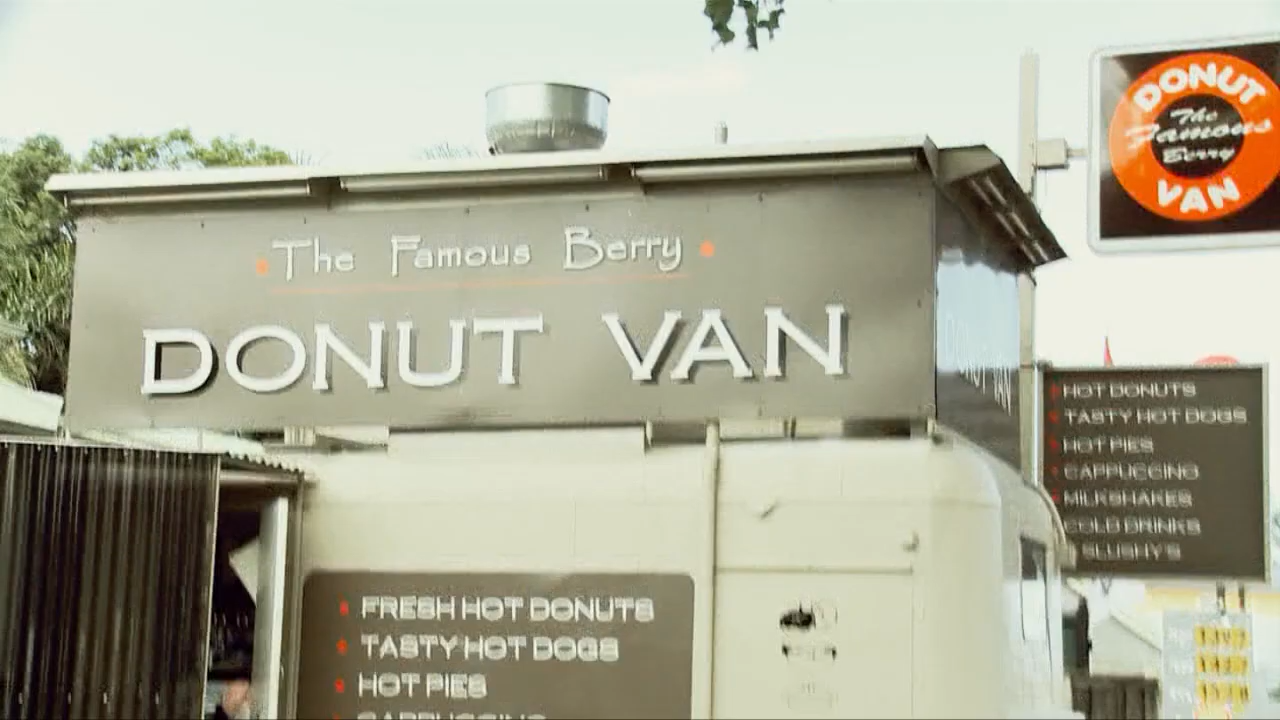 The Famous Berry
DONUT VAN
DONUT
The
Famous
Berry
VAN
HOT DONUTS
TASTY HOT DOGS
HOT PIES
CAPPUCCINO
MILKSHAKES
COLD DRINKS
SLUSHY'S
FRESH HOT DONUTS
TASTY HOT DOGS
HOT PIES
CAPPUCCINO